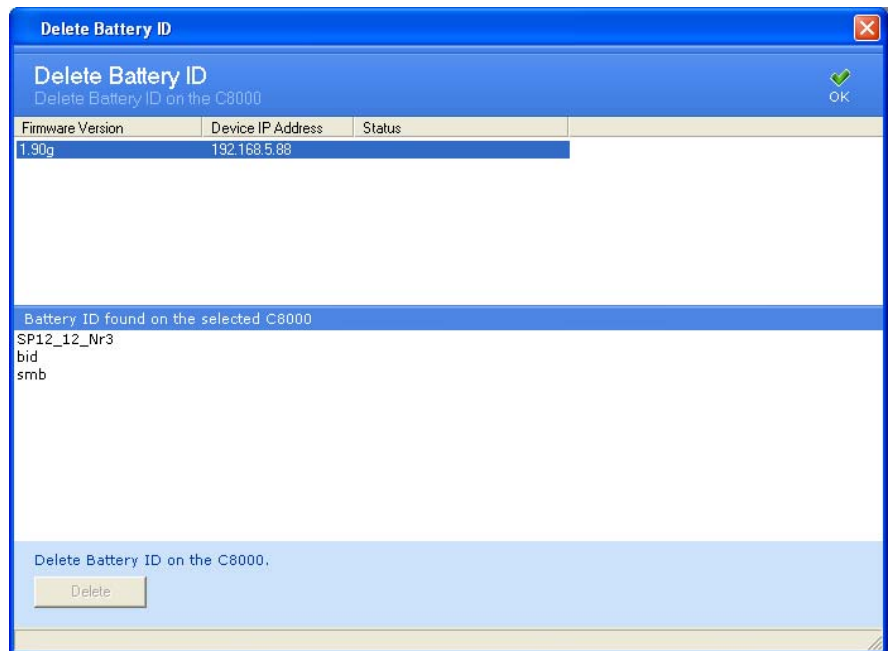 Delete Battery ID
Delete Battery ID
Delete Battery ID on the C8000
OK
Firmware Version Device IP Address Status
1.90g 192.168.5.88
Battery ID found on the selected C8000
SP12_12_Nr3
bid
smb
Delete Battery ID on the C8000.
Delete